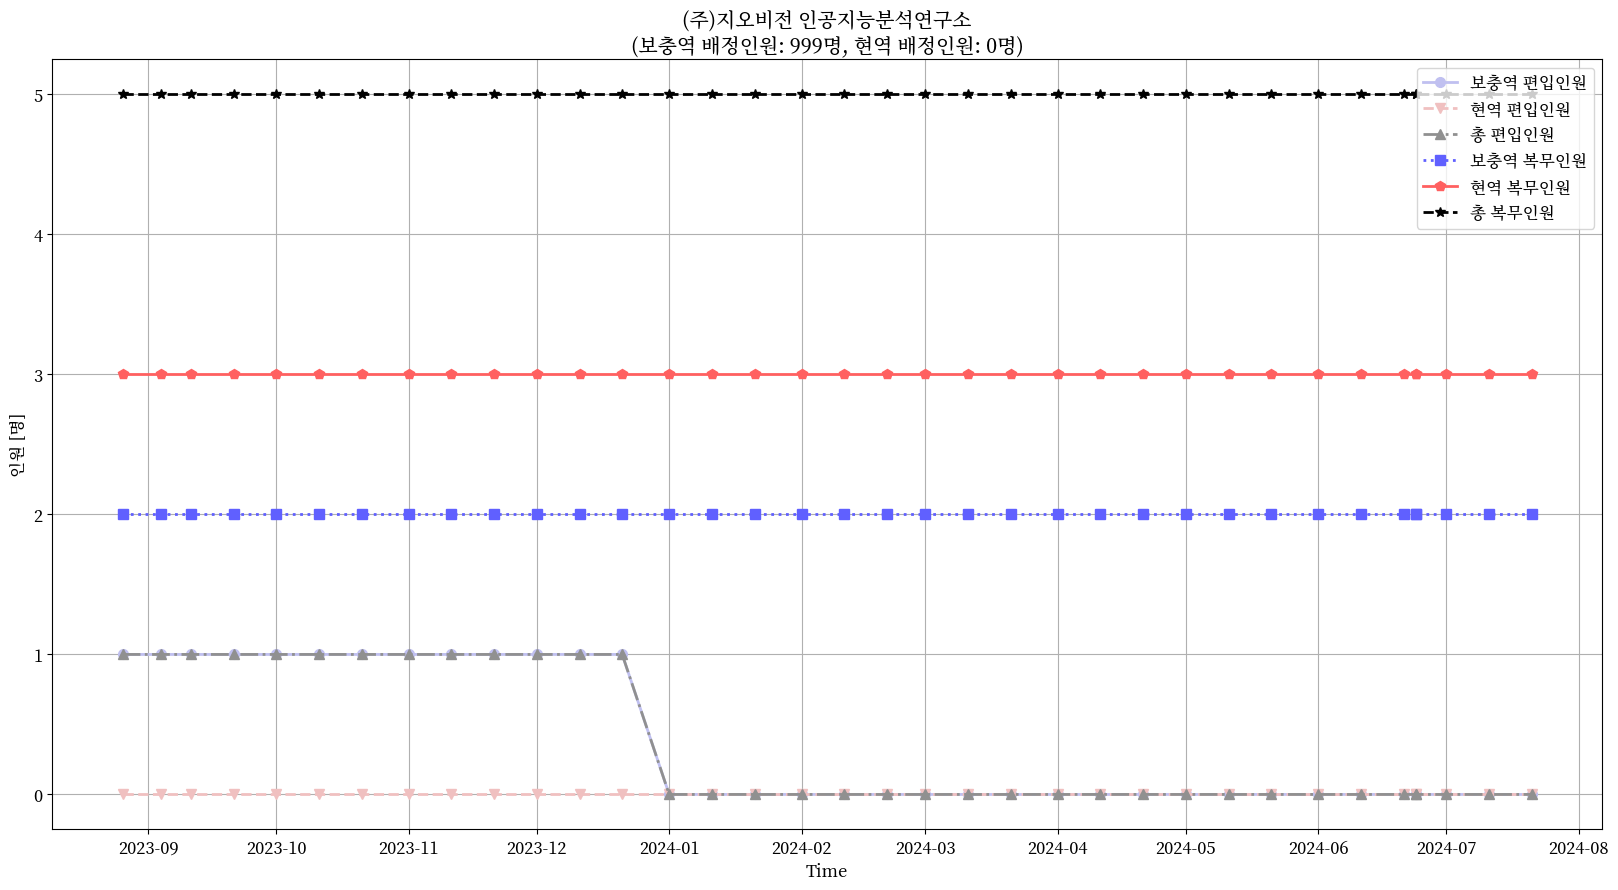 (주)지오비전 인공지능분석연구소
(보충역 배정인원: 999명, 현역 배정인원: 0명)
보충역 편입인원
현역 편입인원
총 편입인원
보충역 복무인원
현역 복무인원
총 복무인원
5
4
3
2
1
0
인원 [명]
2023-09 2023-10 2023-11 2023-12 2024-01 2024-02 2024-03 2024-04 2024-05 2024-06 2024-07 2024-08
Time